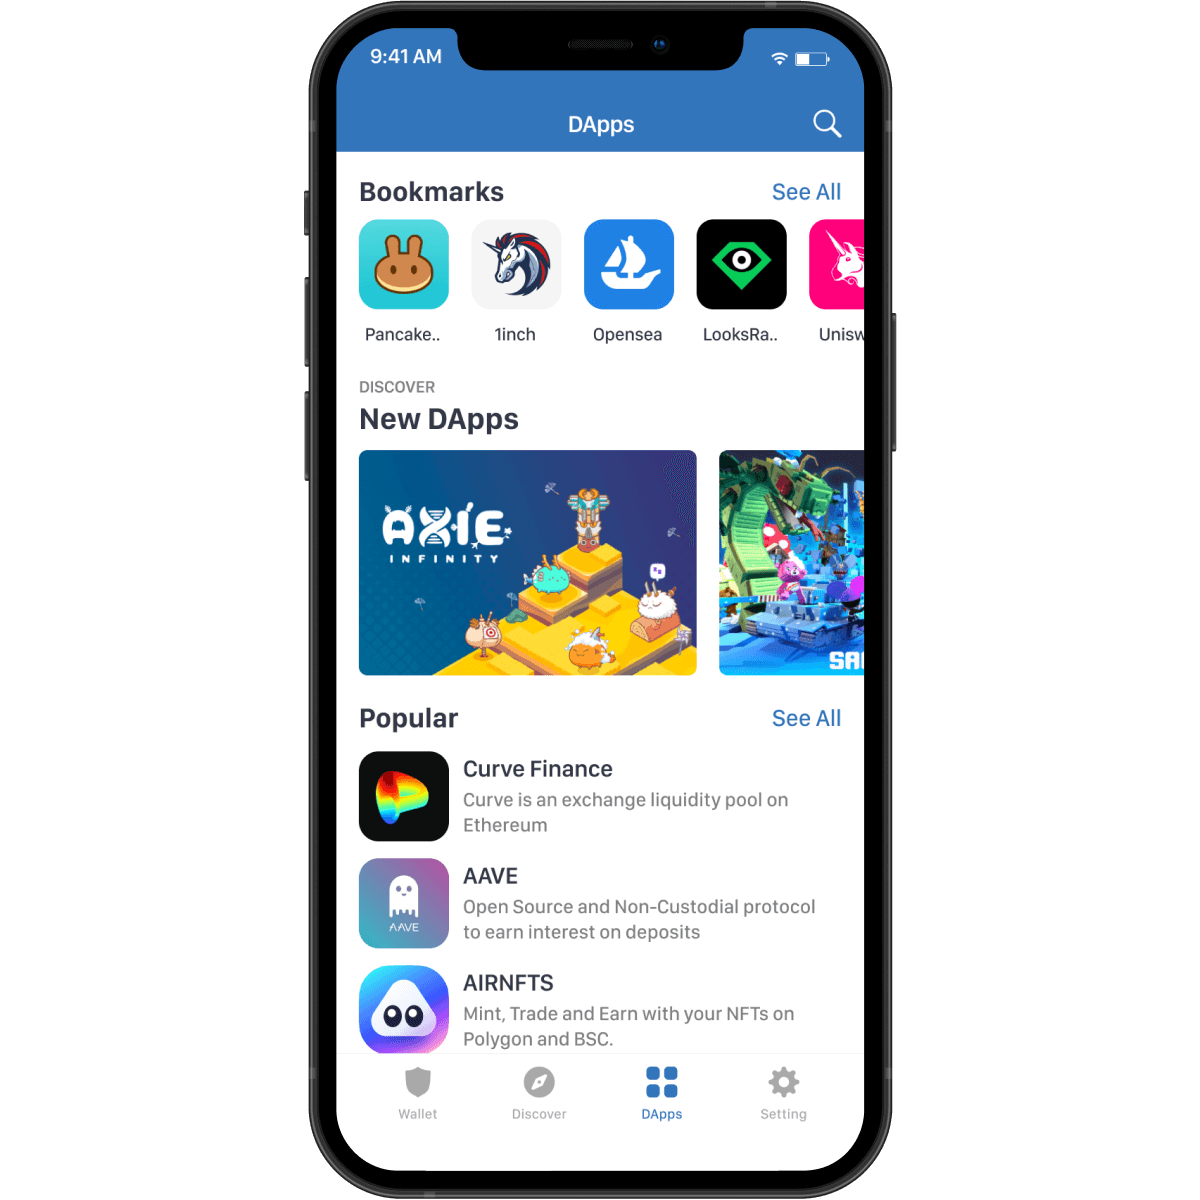 9:41 AM
DApps
Bookmarks
See All
Pancake..
1inch
Opensea
LooksRa..
Unisw
DISCOVER
New DApps
AXIE
INFINITY
SA
Popular
See All
Curve Finance
Curve is an exchange liquidity pool on
Ethereum
AAVE
AAVE
Open Source and Non-Custodial protocol
to earn interest on deposits
AIRNFTS
Mint, Trade and Earn with your NFTs on
Polygon and BSC.
Wallet
Discover
DApps
Setting